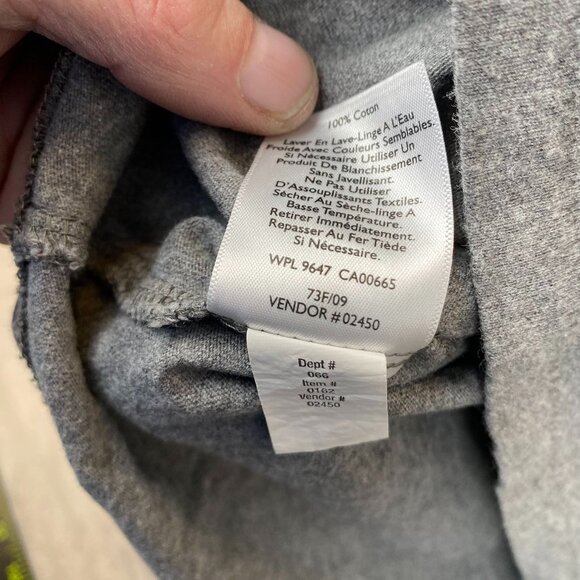 100% Coton
Laver En Lave-Linge A L'Eau
Froide Avec Couleurs Semblables.
Si Nécessaire Utiliser Un
Produit De Blanchissement
Sans Javellisant.
Ne Pas Utiliser
D'Assouplissants Textiles.
Sécher Au Sèche-linge A
Basse Température.
Retirer Immédiatement.
Repasser Au Fer Tiède
Si Nécessaire.
WPL 9647 CA00665
73F/09
VENDOR #02450
Dept #
066
Item #
0162
Vendor #
02450